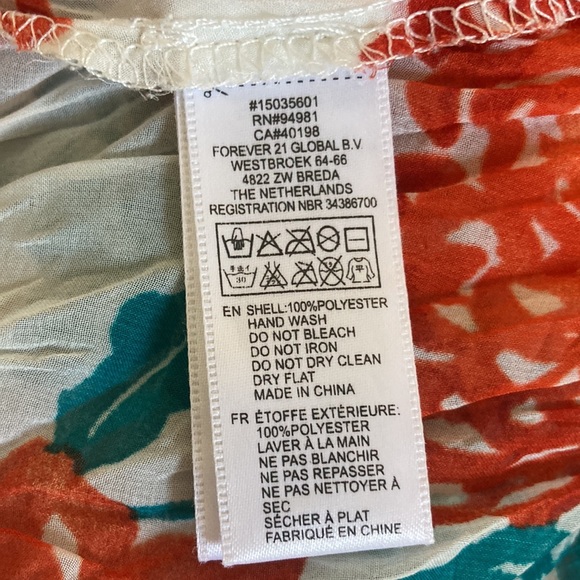 #15035601
RN#94981
CA#40198
FOREVER 21 GLOBAL B.V
WESTBROEK 64-66
4822 ZW BREDA
THE NETHERLANDS
REGISTRATION NBR 34386700
30
EN SHELL:100%POLYESTER
HAND WASH
DO NOT BLEACH
DO NOT IRON
DO NOT DRY CLEAN
DRY FLAT
MADE IN CHINA
FR ÉTOFFE EXTÉRIEURE:
100%POLYESTER
LAVER À LA MAIN
NE PAS BLANCHIR
NE PAS REPASSER
NE PAS NETTOYER À
SEC
SÉCHER À PLAT
FABRIQUÉ EN CHINE